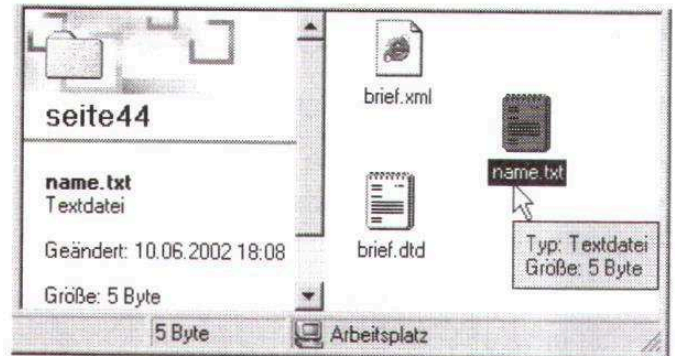 seite44
name.txt
Textdatei
Geändert: 10.06.2002 18:08
Größe: 5 Byte
brief.xml
name.txt
brief.dtd
Typ: Textdatei
Größe: 5 Byte
5 Byte
Arbeitsplatz